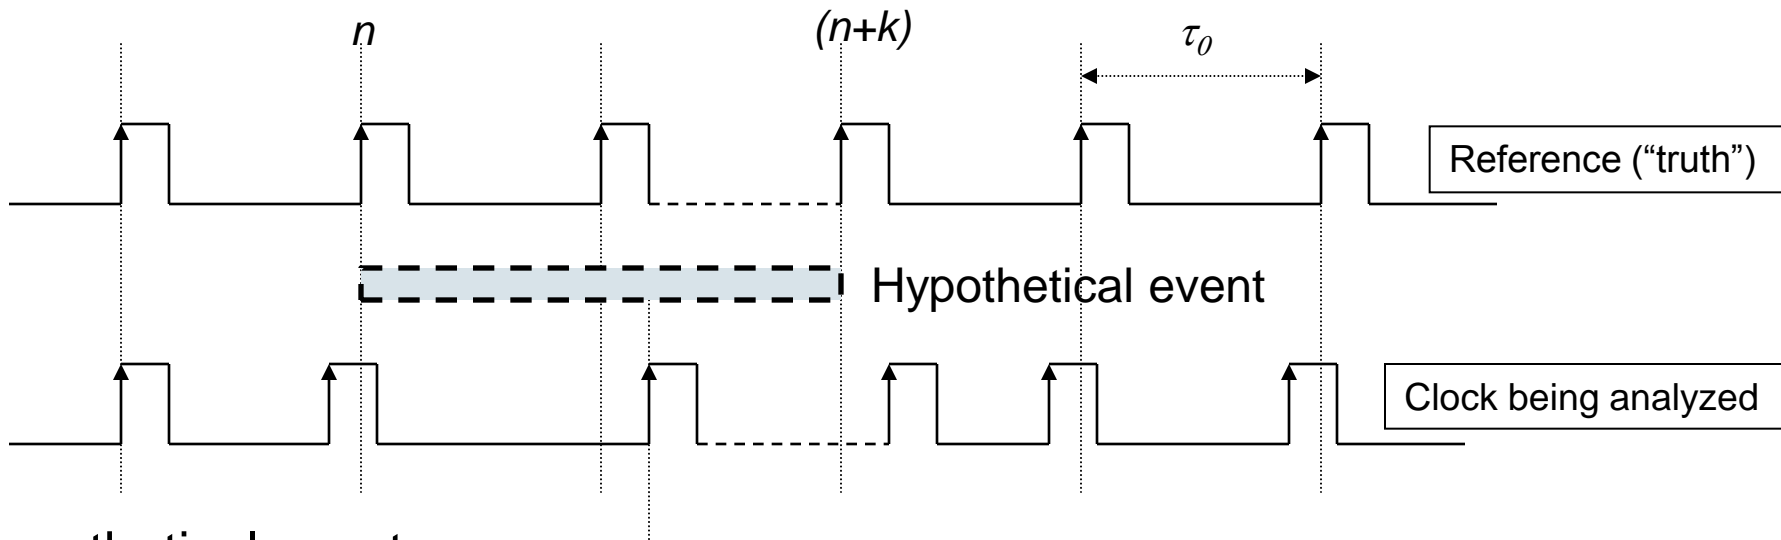 n
(n+k)
τ0
Reference (“truth”)
Hypothetical event
Clock being analyzed